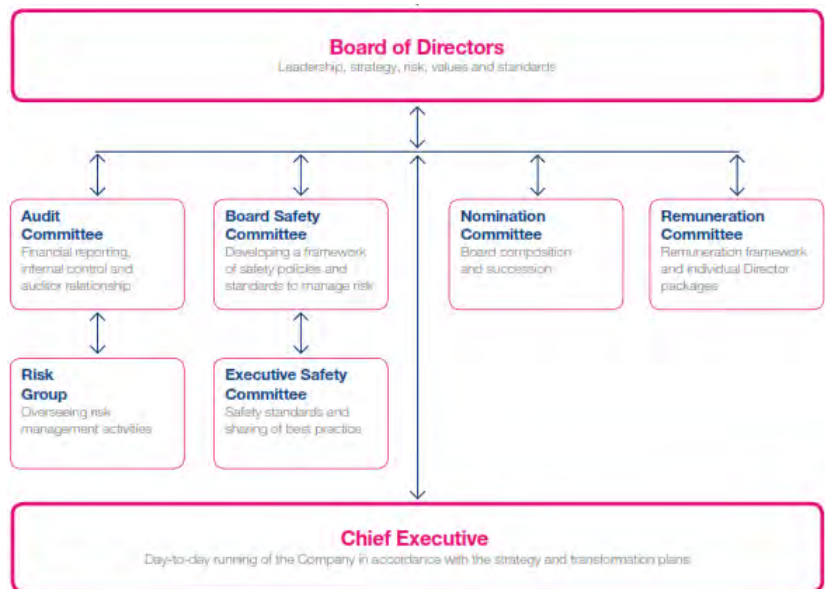 Board of Directors
Leadership, strategy, risk, values and standards
Audit
Committee
Financial reporting,
internal control and
auditor relationship
Board Safety
Committee
Developing a framework
of safety policies and
standards to manage risk
Nomination
Committee
Board composition
and succession
Remuneration
Committee
Remuneration framework
and individual Director
packages
Risk
Group
Overseeing risk
management activities
Executive Safety
Committee
Safety standards and
sharing of best practice
Chief Executive
Day-to-day running of the Company in accordance with the strategy and transformation plans